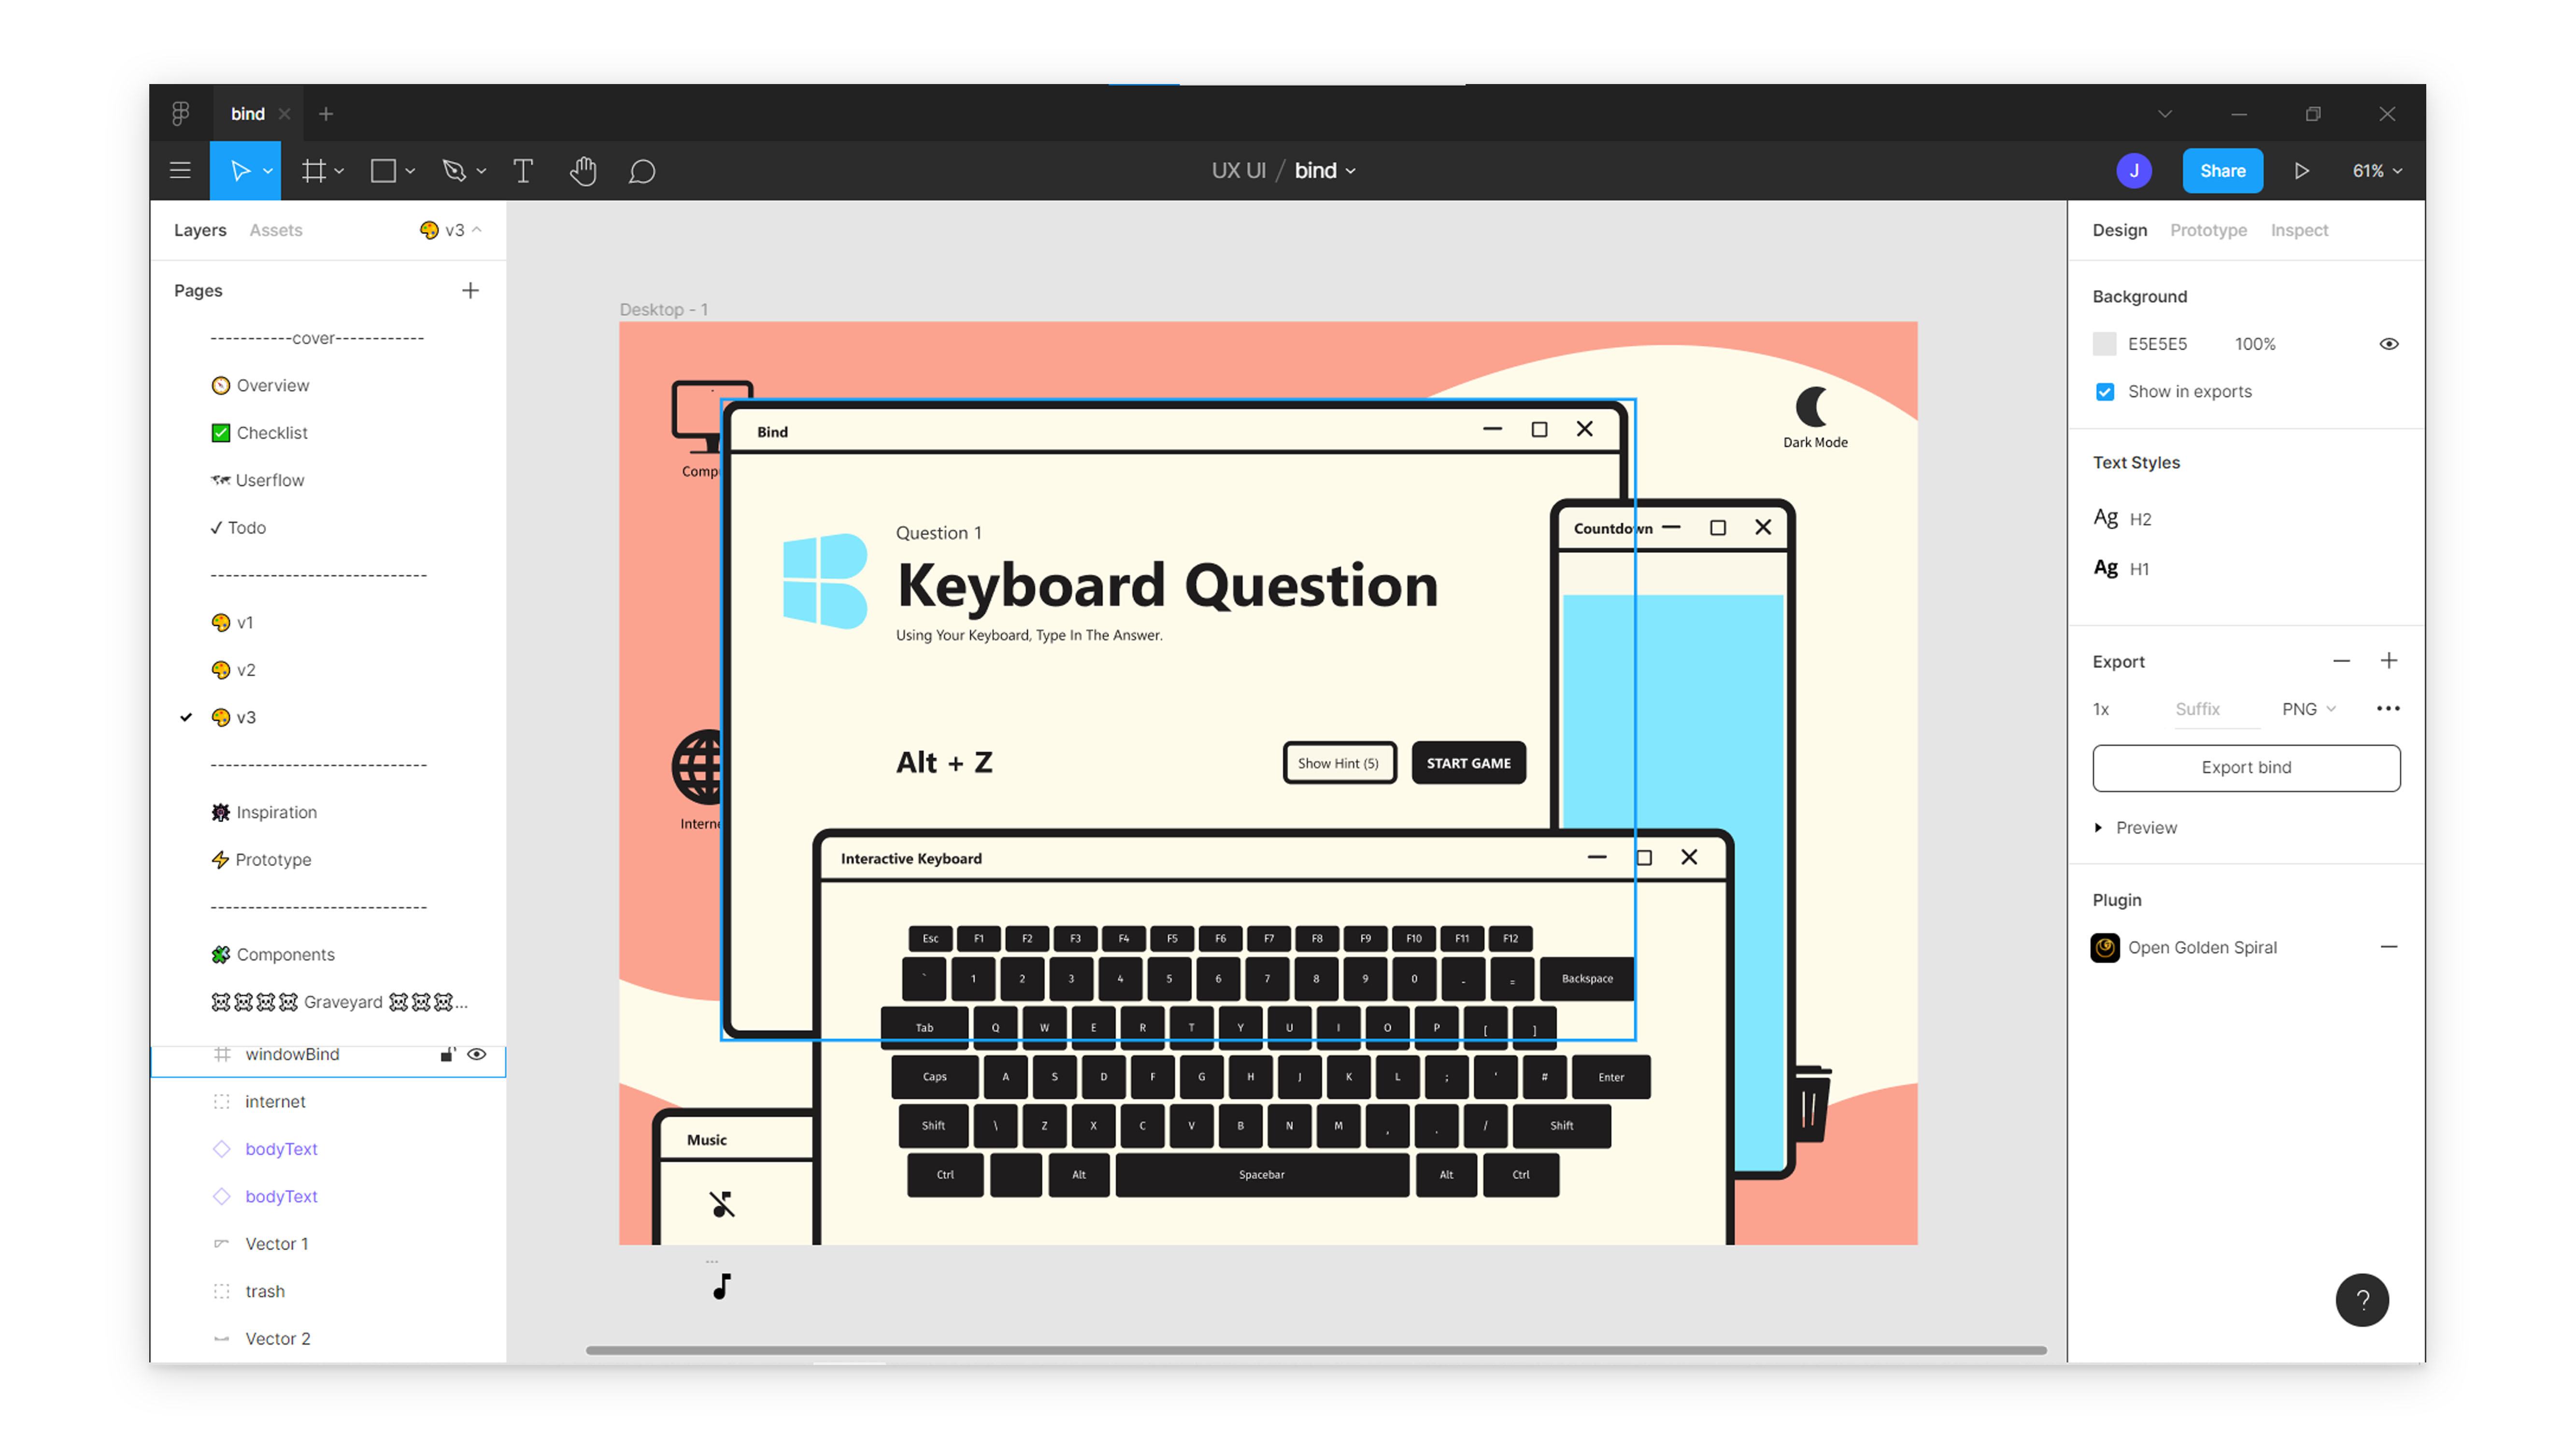 bind
UX UI / bind
J
Share
61%
Layers
Assets
v3
Pages
-----------cover------------
Overview
Checklist
Userflow
Todo
-----------------------------
v1
v2
v3
-----------------------------
Inspiration
Prototype
-----------------------------
Components
Graveyard ...
windowBind
internet
bodyText
bodyText
Vector 1
trash
Vector 2
Desktop - 1
Dark Mode
Bind
Question 1
Keyboard Question
Using Your Keyboard, Type In The Answer.
Alt + Z
Show Hint (5)
START GAME
Countdown
Interactive Keyboard
Esc F1 F2 F3 F4 F5 F6 F7 F8 F9 F10 F11 F12
` 1 2 3 4 5 6 7 8 9 0 - = Backspace
Tab Q W E R T Y U I O P [ ]
Caps A S D F G H J K L ; ' # Enter
Shift \ Z X C V B N M , . / Shift
Ctrl Alt Spacebar Alt Ctrl
Music
...
Design
Prototype
Inspect
Background
E5E5E5
100%
Show in exports
Text Styles
Ag H2
Ag H1
Export
1x
Suffix
PNG
Export bind
Preview
Plugin
Open Golden Spiral
?